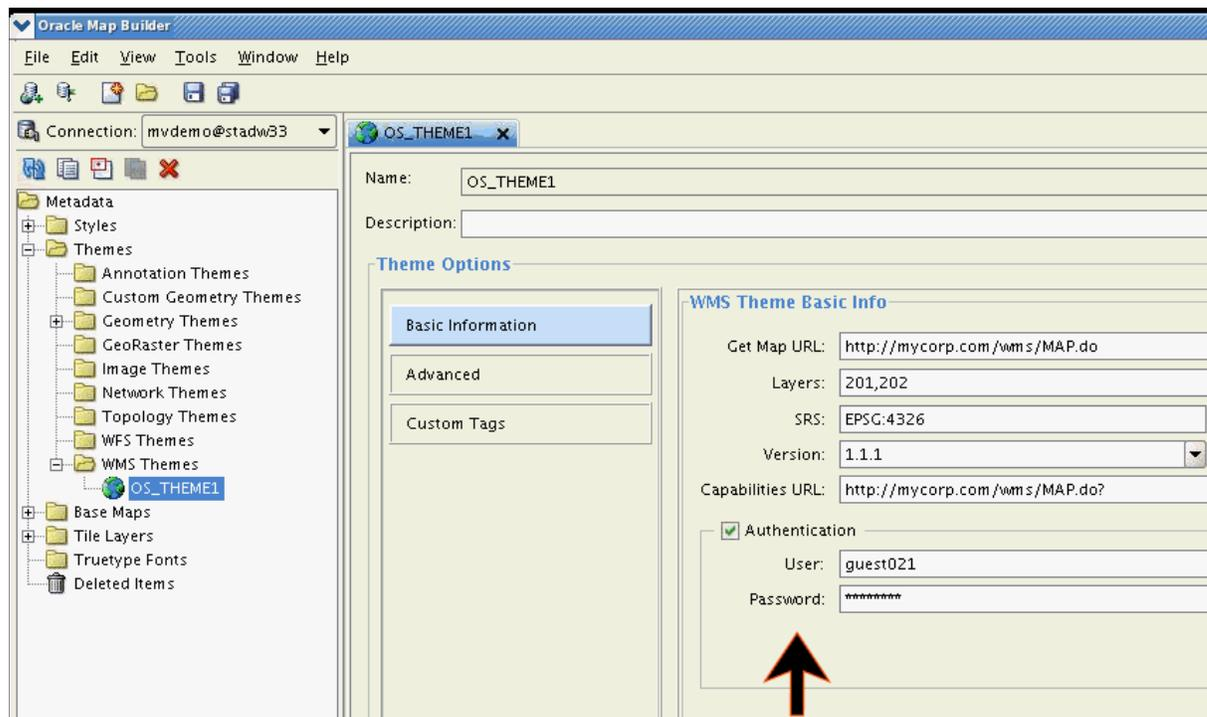 Oracle Map Builder
File Edit View Tools Window Help
Connection: mvdemo@stadw33
OS_THEME1
Metadata
Styles
Themes
Annotation Themes
Custom Geometry Themes
Geometry Themes
GeoRaster Themes
Image Themes
Network Themes
Topology Themes
WFS Themes
WMS Themes
OS_THEME1
Base Maps
Tile Layers
Truetype Fonts
Deleted Items
Name: OS_THEME1
Description:
Theme Options
Basic Information
Advanced
Custom Tags
WMS Theme Basic Info
Get Map URL: http://mycorp.com/wms/MAP.do
Layers: 201,202
SRS: EPSG:4326
Version: 1.1.1
Capabilities URL: http://mycorp.com/wms/MAP.do?
Authentication
User: guest021
Password: ********